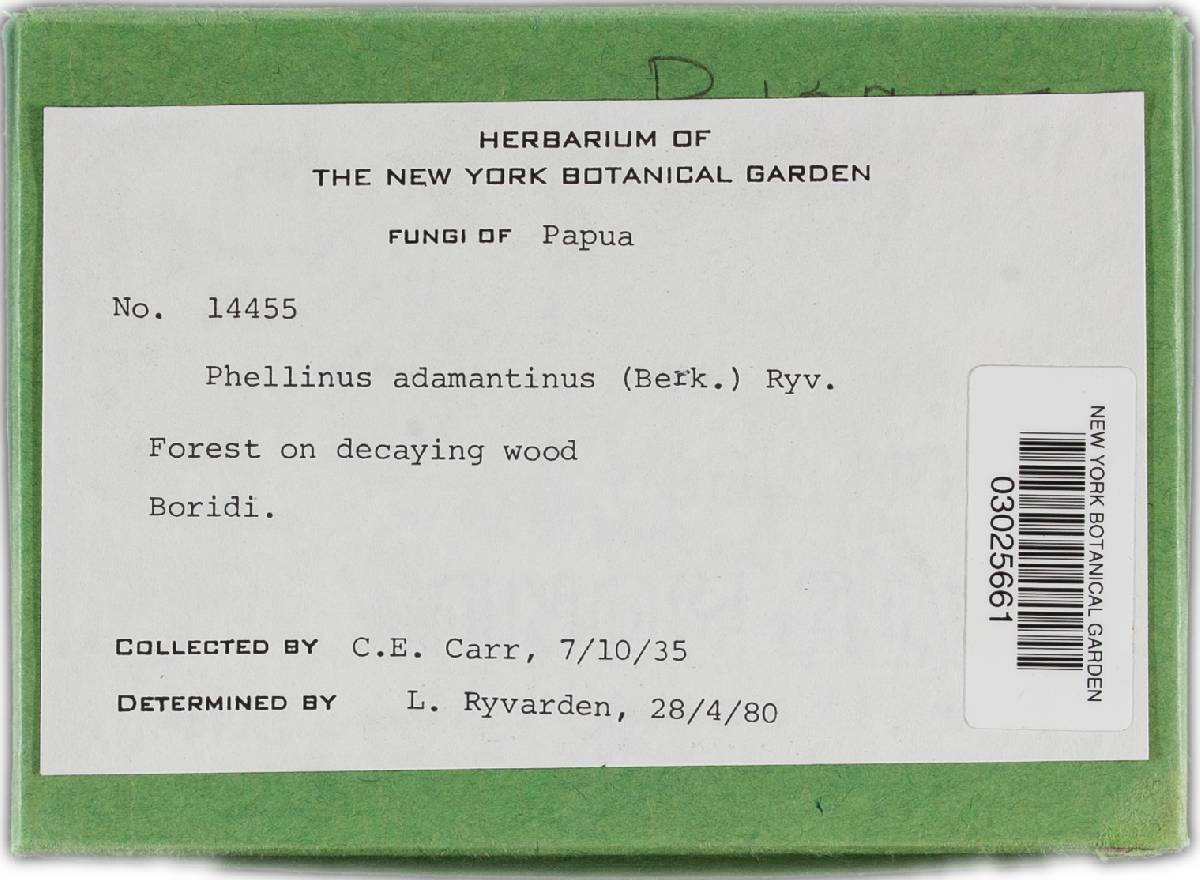 HERBARIUM OF
THE NEW YORK BOTANICAL GARDEN
FUNGI OF Papua
No. 14455
Phellinus adamantinus (Berk.) Ryv.
Forest on decaying wood
Boridi.
COLLECTED BY C.E. Carr, 7/10/35
DETERMINED BY L. Ryvarden, 28/4/80
NEW YORK BOTANICAL GARDEN
03025661